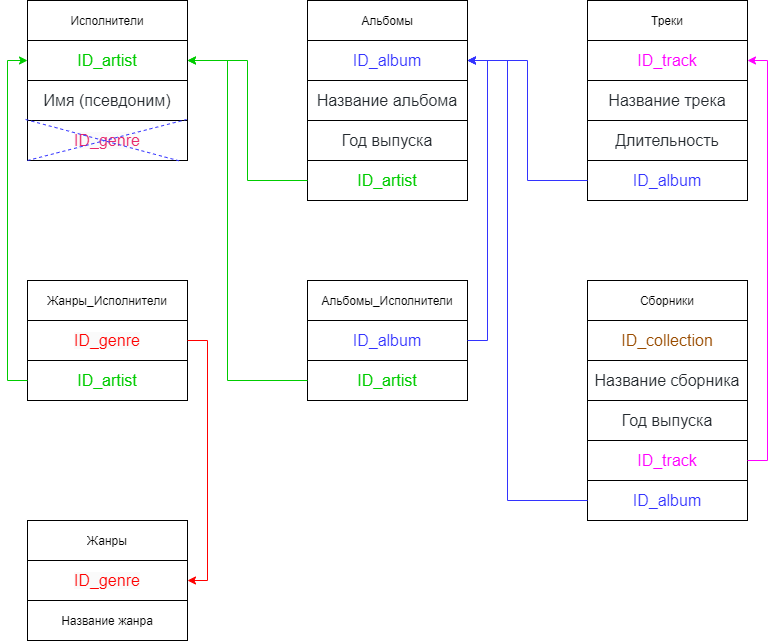 Исполнители
ID_artist
Имя (псевдоним)
ID_genre
Альбомы
ID_album
Название альбома
Год выпуска
ID_artist
Треки
ID_track
Название трека
Длительность
ID_album
Жанры_Исполнители
ID_genre
ID_artist
Альбомы_Исполнители
ID_album
ID_artist
Сборники
ID_collection
Название сборника
Год выпуска
ID_track
ID_album
Жанры
ID_genre
Название жанра